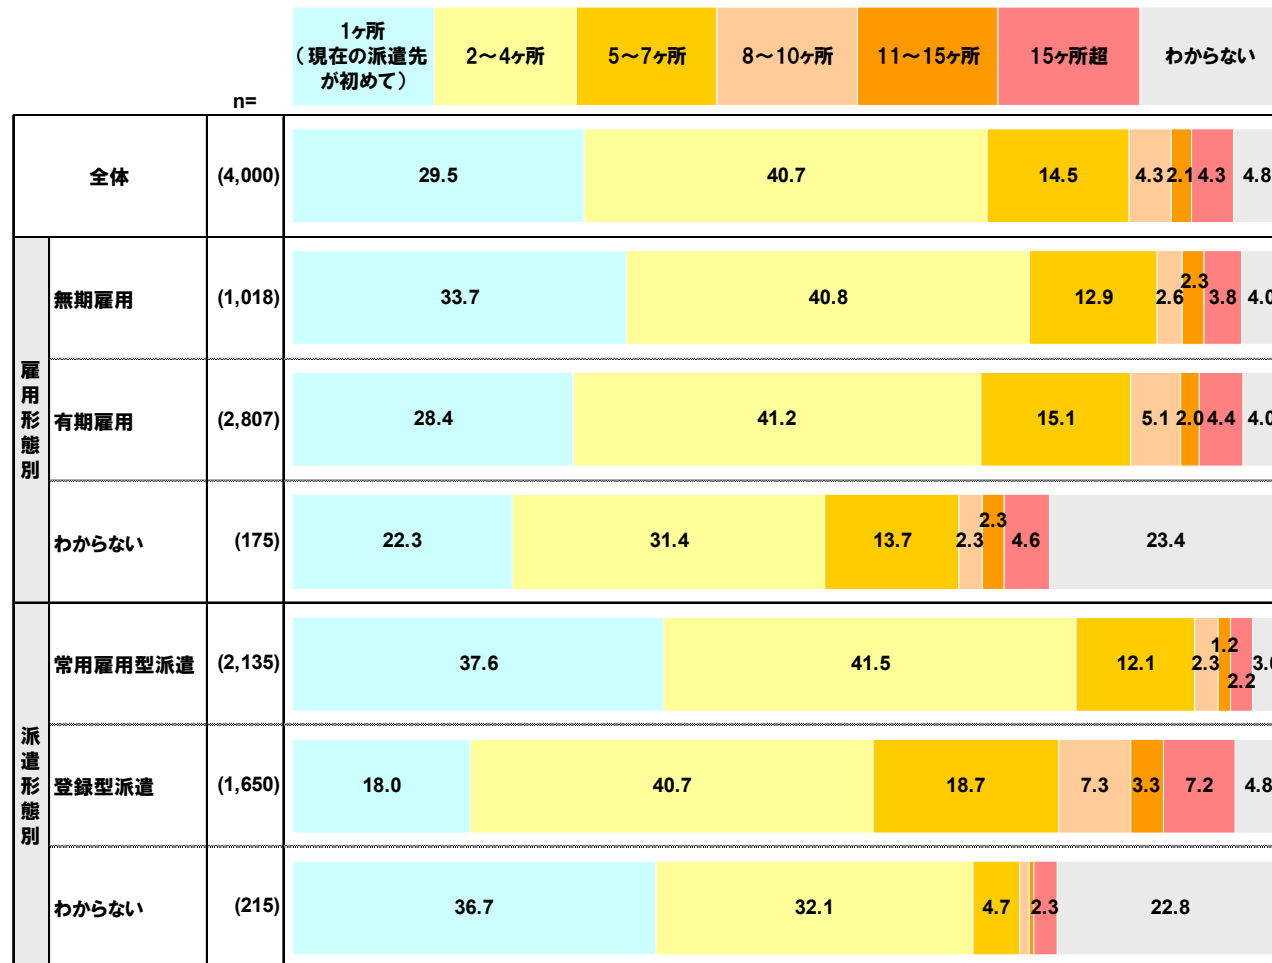 1ヶ所
（現在の派遣先
が初めて）
2～4ヶ所
5～7ヶ所
8～10ヶ所
11～15ヶ所
15ヶ所超
わからない
n=
全体 (4,000) 29.5 40.7 14.5 4.3 2.1 4.3 4.8
雇用形態別
無期雇用 (1,018) 33.7 40.8 12.9 2.6 2.3 3.8 4.0
有期雇用 (2,807) 28.4 41.2 15.1 5.1 2.0 4.4 4.0
わからない (175) 22.3 31.4 13.7 2.3 2.3 4.6 23.4
派遣形態別
常用雇用型派遣 (2,135) 37.6 41.5 12.1 2.3 1.2 2.2
登録型派遣 (1,650) 18.0 40.7 18.7 7.3 3.3 7.2 4.8
わからない (215) 36.7 32.1 4.7 2.3 22.8